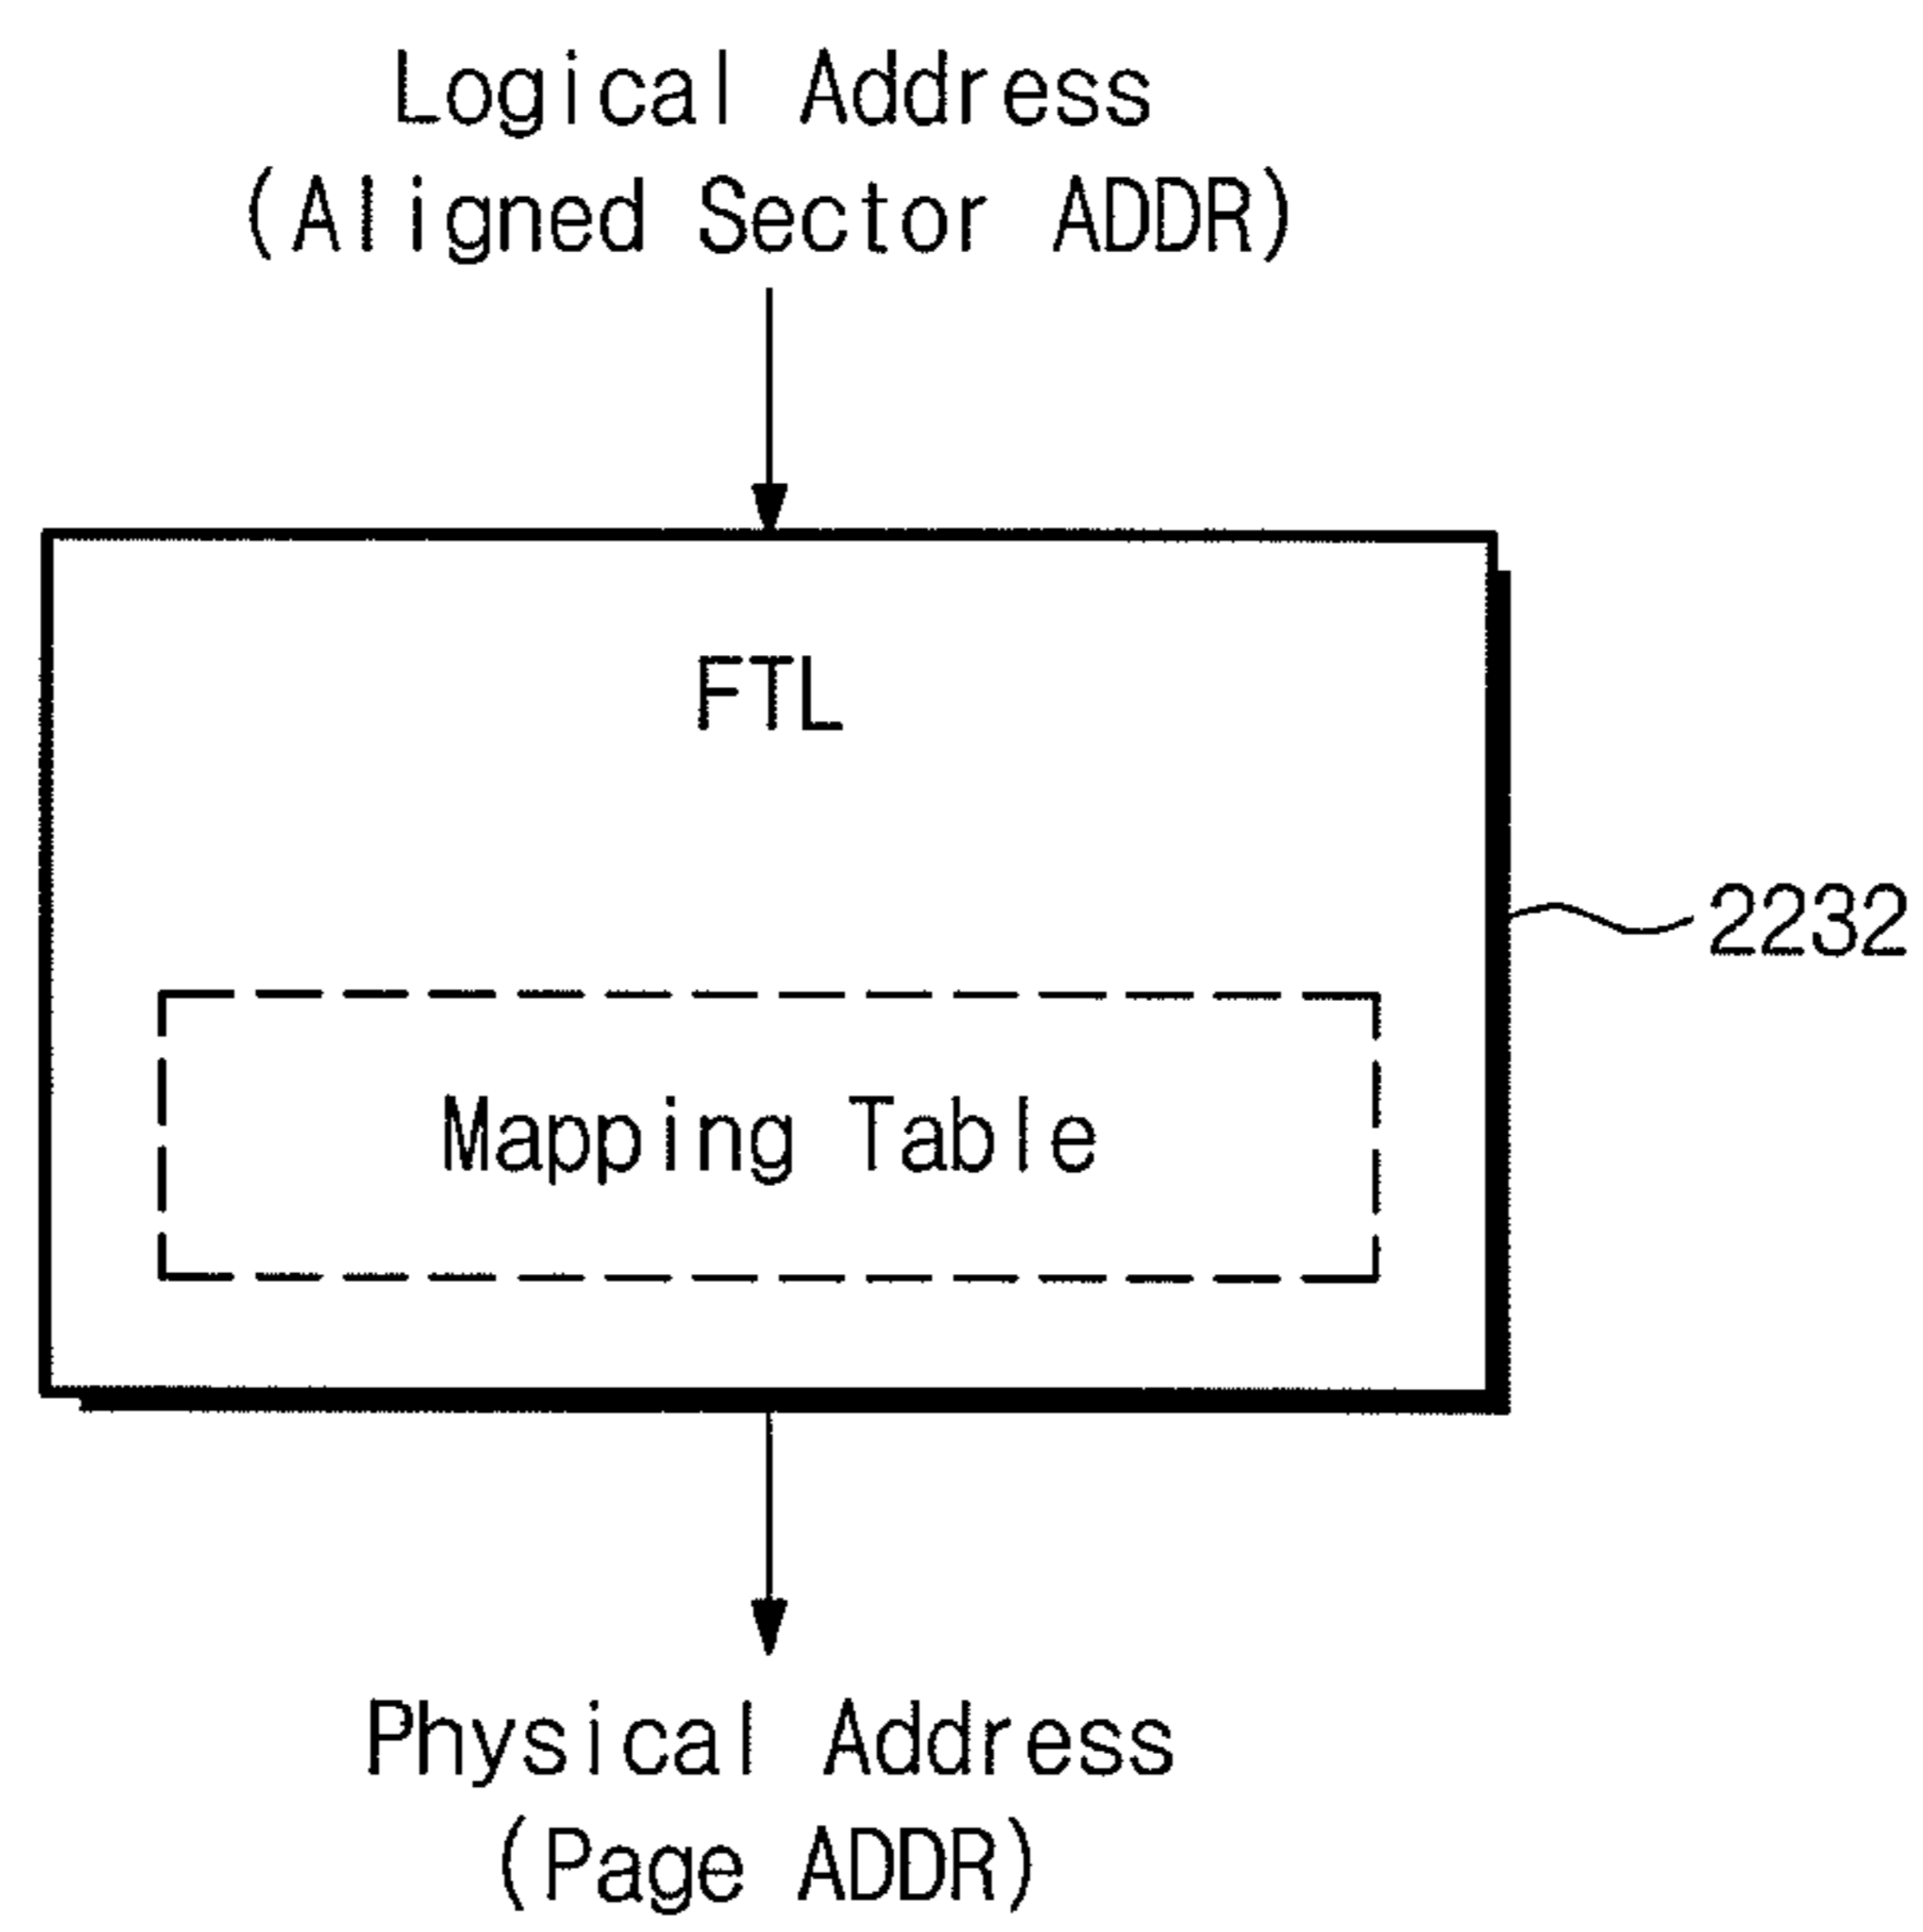 Logical Address
(Aligned Sector ADDR)
FTL
2232
Mapping Table
Physical Address
(Page ADDR)